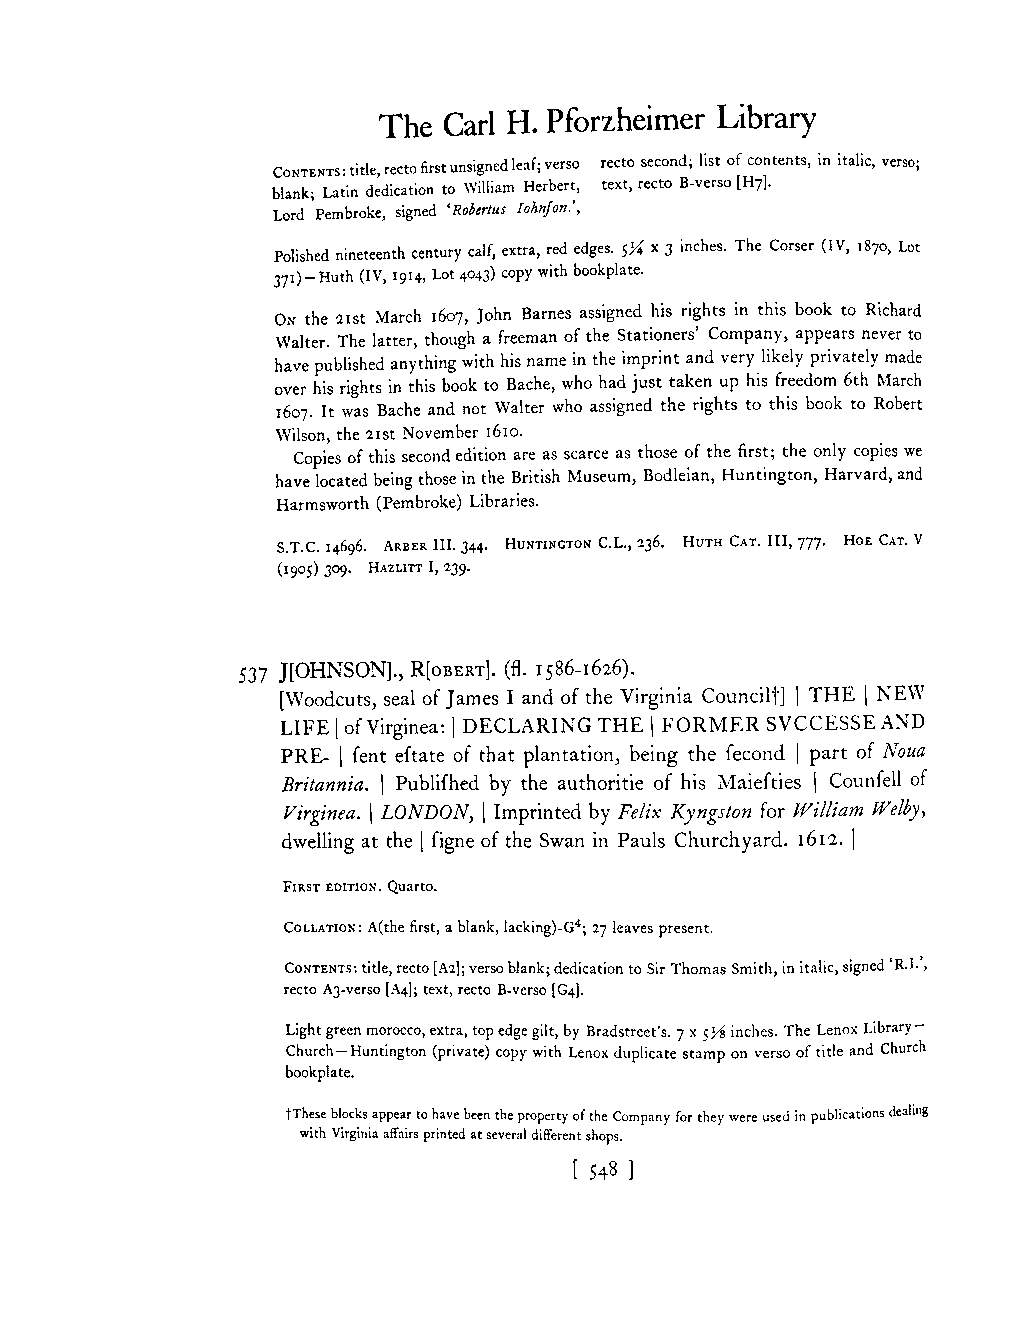 The Carl H. Pforzheimer Library
CONTENTS: title, recto first unsigned leaf; verso
blank; Latin dedication to William Herbert,
Lord Pembroke, signed ‘Robertus Iohnſon.’,
recto second; list of contents, in italic, verso;
text, recto B-verso [H7].
Polished nineteenth century calf, extra, red edges. 5¼ x 3 inches. The Corser (IV, 1870, Lot
371)—Huth (IV, 1914, Lot 4043) copy with bookplate.
ON the 21st March 1607, John Barnes assigned his rights in this book to Richard
Walter. The latter, though a freeman of the Stationers’ Company, appears never to
have published anything with his name in the imprint and very likely privately made
over his rights in this book to Bache, who had just taken up his freedom 6th March
1607. It was Bache and not Walter who assigned the rights to this book to Robert
Wilson, the 21st November 1610.
Copies of this second edition are as scarce as those of the first; the only copies we
have located being those in the British Museum, Bodleian, Huntington, Harvard, and
Harmsworth (Pembroke) Libraries.
S.T.C. 14696. ARBER III. 344. HUNTINGTON C.L., 236. HUTH CAT. III, 777. HOE CAT. V
(1905) 309. HAZLITT I, 239.
537 J[OHNSON]., R[OBERT]. (fl. 1586-1626).
[Woodcuts, seal of James I and of the Virginia Council†] | THE | NEW
LIFE | of Virginea: | DECLARING THE | FORMER SVCCESSE AND
PRE- | ſent eſtate of that plantation, being the ſecond | part of Noua
Britannia. | Publiſhed by the authoritie of his Maieſties | Counſell of
Virginea. | LONDON, | Imprinted by Felix Kyngston for William Welby,
dwelling at the | ſigne of the Swan in Pauls Churchyard. 1612. |
FIRST EDITION. Quarto.
COLLATION: A(the first, a blank, lacking)-G⁴; 27 leaves present.
CONTENTS: title, recto [A2]; verso blank; dedication to Sir Thomas Smith, in italic, signed ‘R.I.’,
recto A3-verso [A4]; text, recto B-verso [G4].
Light green morocco, extra, top edge gilt, by Bradstreet's. 7 x 5⅛ inches. The Lenox Library—
Church—Huntington (private) copy with Lenox duplicate stamp on verso of title and Church
bookplate.
†These blocks appear to have been the property of the Company for they were used in publications dealing
with Virginia affairs printed at several different shops.
[ 548 ]